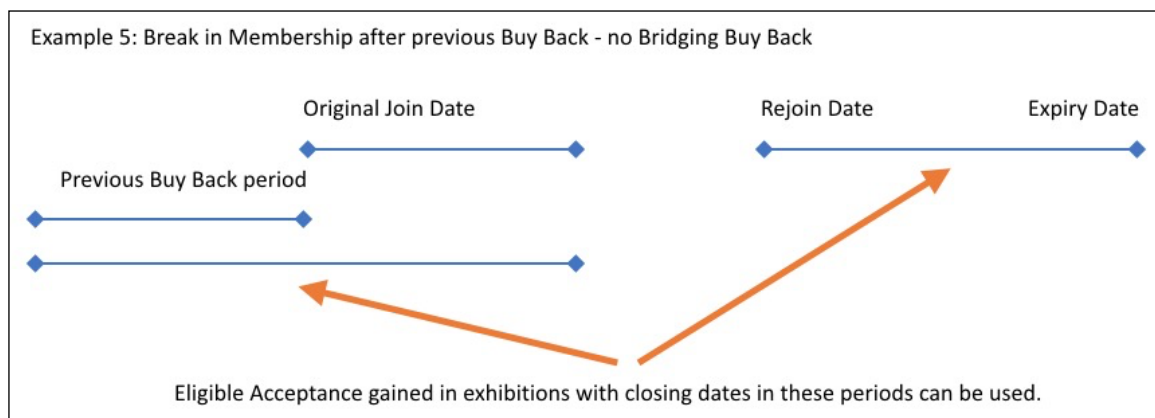 Example 5: Break in Membership after previous Buy Back - no Bridging Buy Back
Original Join Date
Rejoin Date
Expiry Date
Previous Buy Back period
Eligible Acceptance gained in exhibitions with closing dates in these periods can be used.